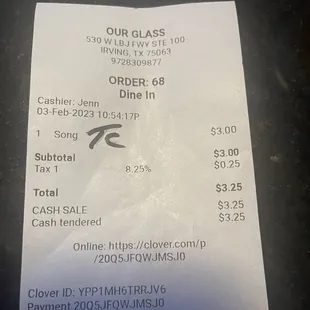 OUR GLASS
530 W LBJ FWY STE 100
IRVING, TX 75063
9728309877
ORDER: 68
Dine In
Cashier: Jenn
03-Feb-2023 10:54:17P
1 Song $3.00
TC
Subtotal $3.00
Tax 1 8.25% $0.25
Total $3.25
CASH SALE $3.25
Cash tendered $3.25
Online: https://clover.com/p
/20Q5JFQWJMSJ0
Clover ID: YPP1MH6TRRJV6
Payment 20Q5JFQWJMSJ0